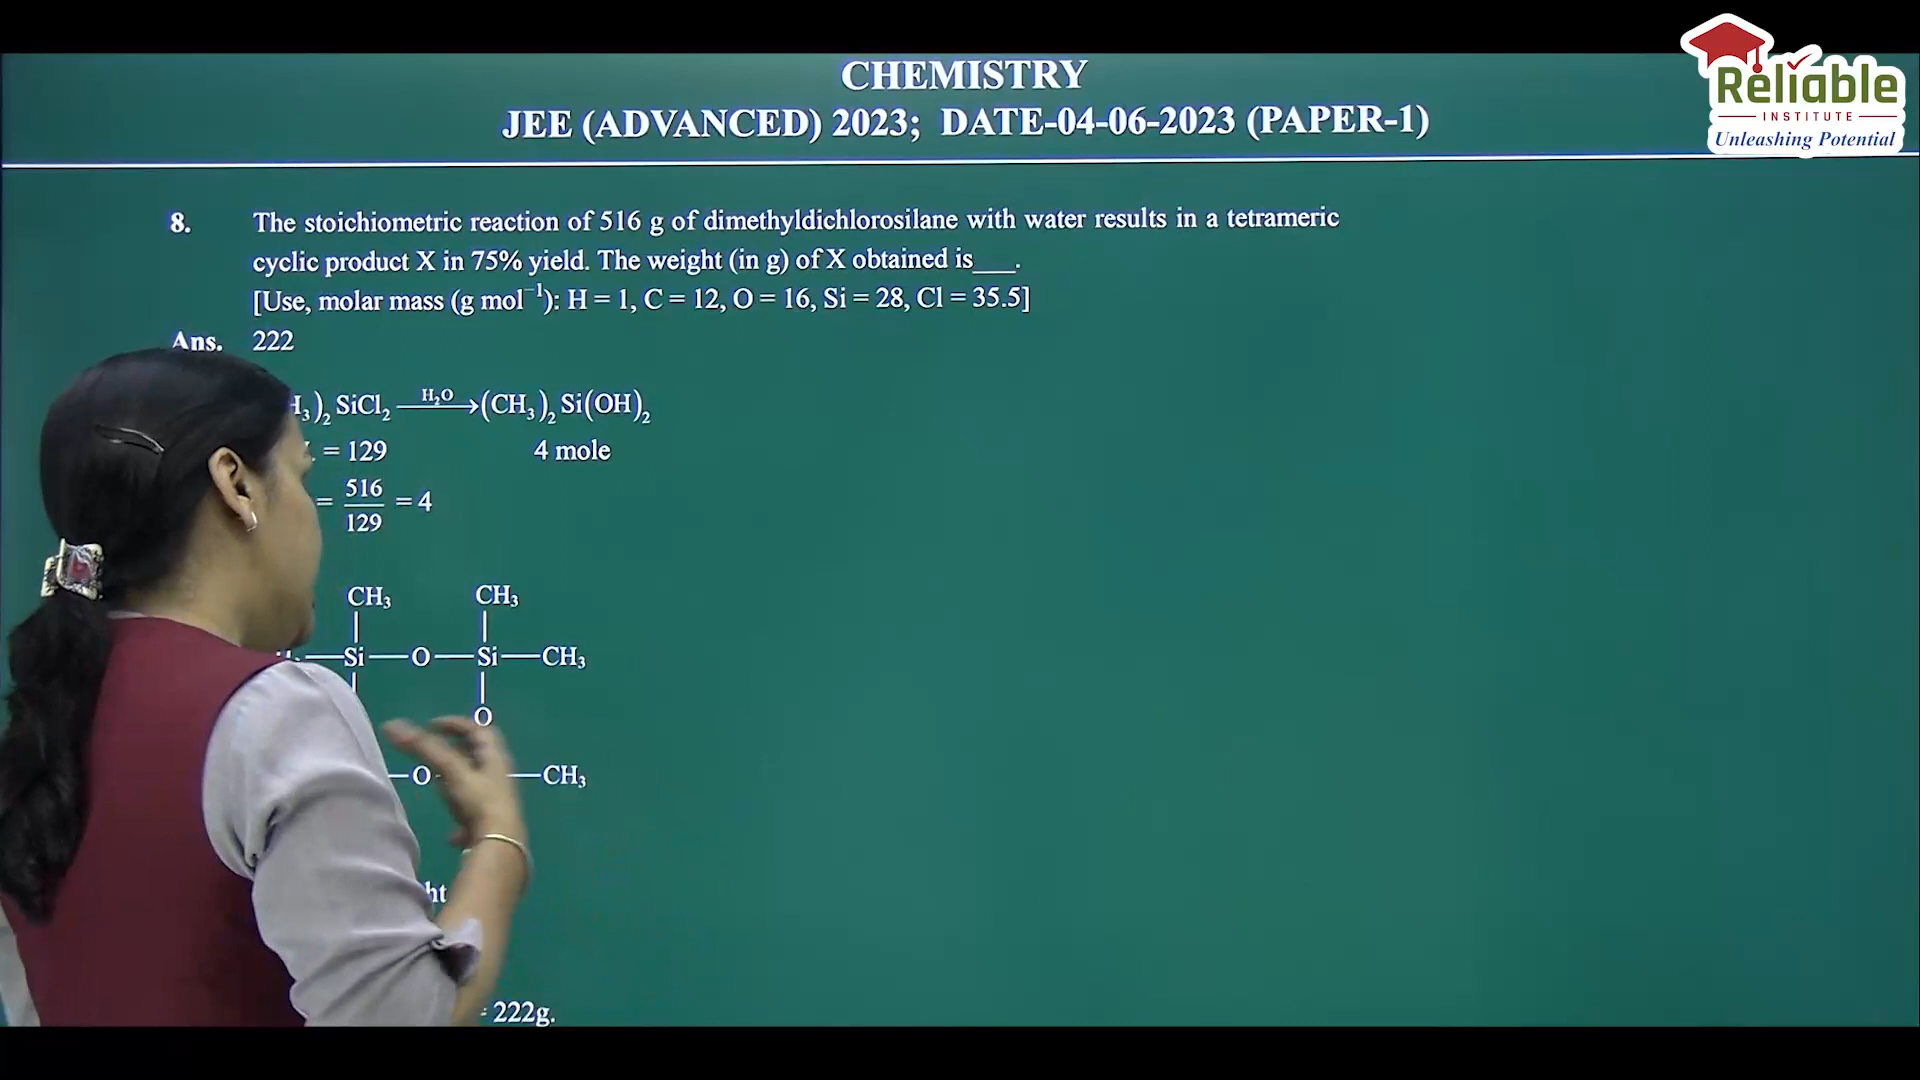 CHEMISTRY
JEE (ADVANCED) 2023; DATE-04-06-2023 (PAPER-1)
Reliable
INSTITUTE
Unleashing Potential
8. The stoichiometric reaction of 516 g of dimethyldichlorosilane with water results in a tetrameric
cyclic product X in 75% yield. The weight (in g) of X obtained is___.
[Use, molar mass (g mol⁻¹): H = 1, C = 12, O = 16, Si = 28, Cl = 35.5]
Ans. 222
H₃)₂ SiCl₂ —H₂O→ (CH₃)₂ Si(OH)₂
= 129 4 mole
= 516/129 = 4
CH₃ CH₃
Si—O—Si—CH₃
O
—O CH₃
ht
= 222g.